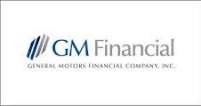 GM Financial
GENERAL MOTORS FINANCIAL COMPANY, INC.